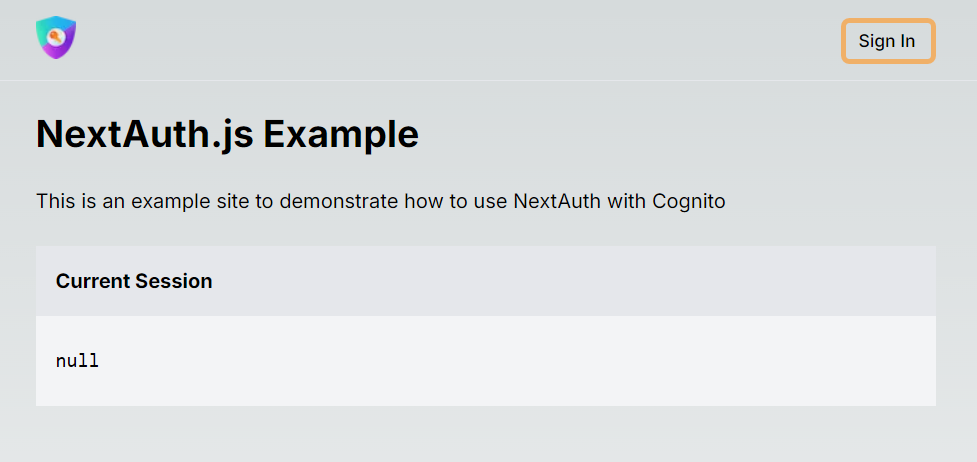 Sign In
NextAuth.js Example
This is an example site to demonstrate how to use NextAuth with Cognito
Current Session
null